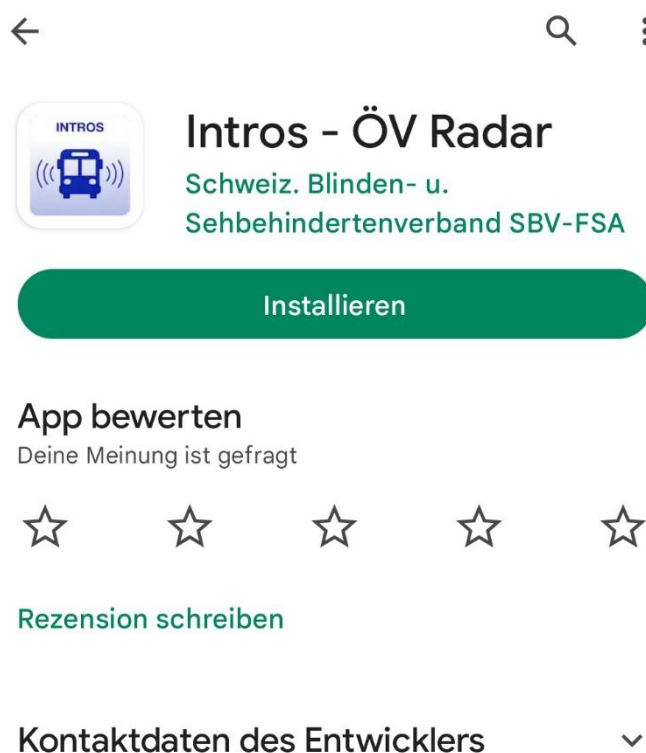 INTROS
Intros - ÖV Radar
Schweiz. Blinden- u.
Sehbehindertenverband SBV-FSA
Installieren
App bewerten
Deine Meinung ist gefragt
Rezension schreiben
Kontaktdaten des Entwicklers